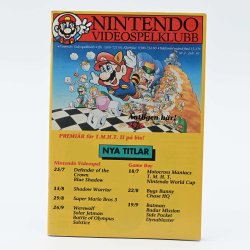 NINTENDO
VIDEOSPELKLUBB
Äntligen här!
PREMIÄR för T.M.H.T. II på bio!
NYA TITLAR
Nintendo Videospel
23/7 Defender of the
Crown
Blue Shadow
13/8 Shadow Warrior
29/8 Super Mario Bros 3
26/9 Werewolf
Solar Jetman
Battle of Olympus
Solstice
Game Boy
18/7 Motocross Maniacs
T. M. H. T.
Nintendo World Cup
22/8 Bugs Bunny
Chase HQ
19/9 Batman
Radar Mission
Side Pocket
Dynablaster